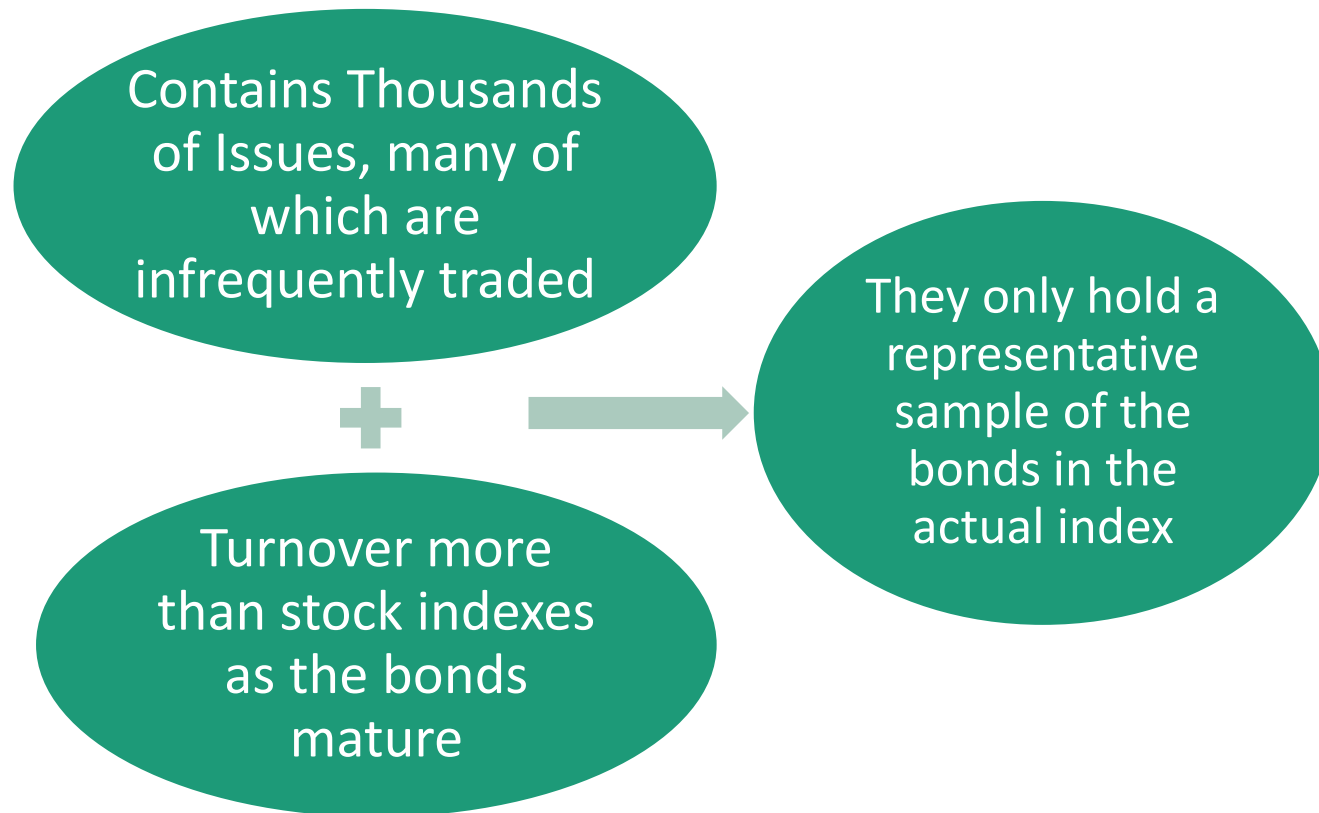 Contains Thousands
of Issues, many of
which are
infrequently traded
Turnover more
than stock indexes
as the bonds
mature
They only hold a
representative
sample of the
bonds in the
actual index